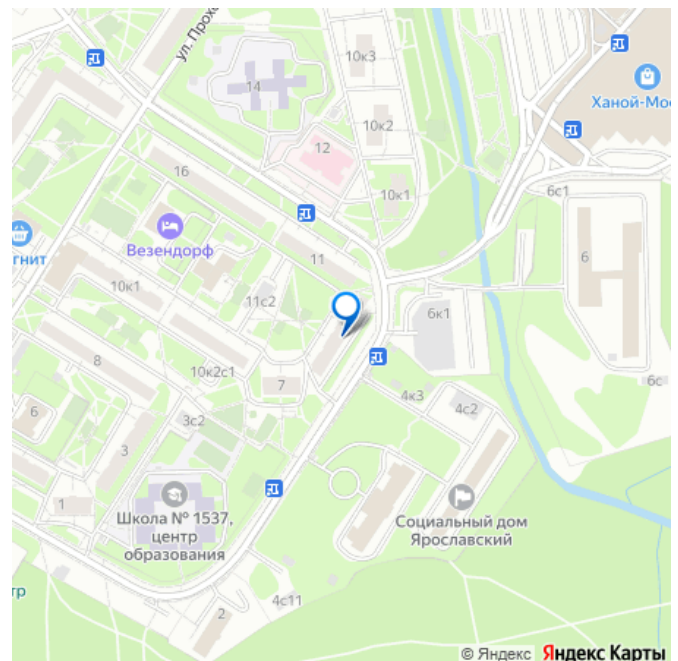 ул. Прохо
10к3
14
Ханой-Мос
10к2
12
16
10к1
6с1
Везендорф
гнит
11
6
10к1
11с2
6к1
8
10к2с1
7
6с
4к3
4с2
6
3с2
3
1
Школа № 1537,
центр
образования
Социальный дом
Ярославский
тр
4с11
2
© Яндекс Яндекс Карты